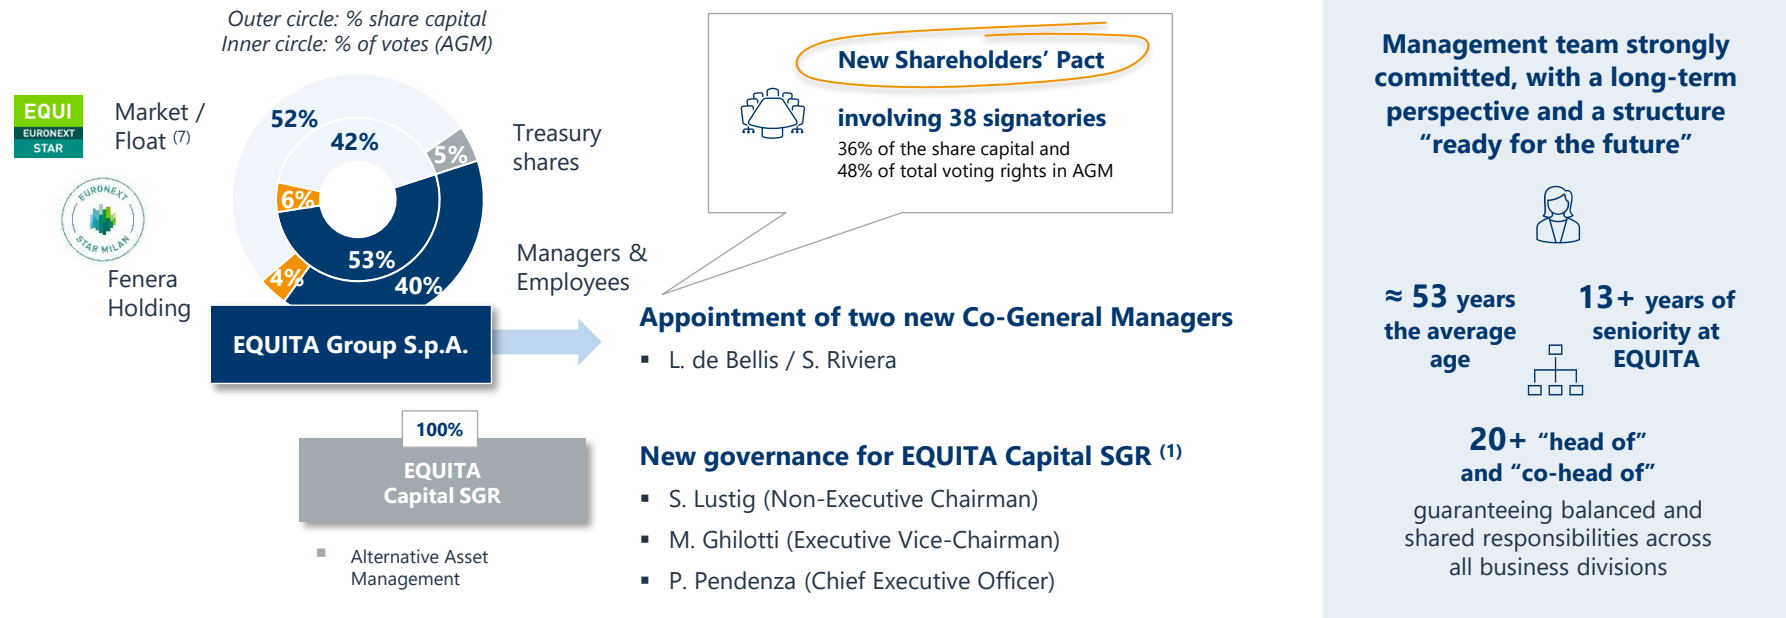 Outer circle: % share capital
Inner circle: % of votes (AGM)
EQUI
EURONEXT
STAR
Market /
Float (7)
52%
42%
5%
Treasury
shares
EURONEXT
STAR MILAN
6%
53%
4%
40%
Fenera
Holding
Managers &
Employees
EQUITA Group S.p.A.
100%
EQUITA
Capital SGR
▪ Alternative Asset
Management
New Shareholders’ Pact
involving 38 signatories
36% of the share capital and
48% of total voting rights in AGM
Appointment of two new Co-General Managers
▪ L. de Bellis / S. Riviera
New governance for EQUITA Capital SGR (1)
▪ S. Lustig (Non-Executive Chairman)
▪ M. Ghilotti (Executive Vice-Chairman)
▪ P. Pendenza (Chief Executive Officer)
Management team strongly
committed, with a long-term
perspective and a structure
“ready for the future”
≈ 53 years
the average
age
13+ years of
seniority at
EQUITA
20+ “head of”
and “co-head of”
guaranteeing balanced and
shared responsibilities across
all business divisions